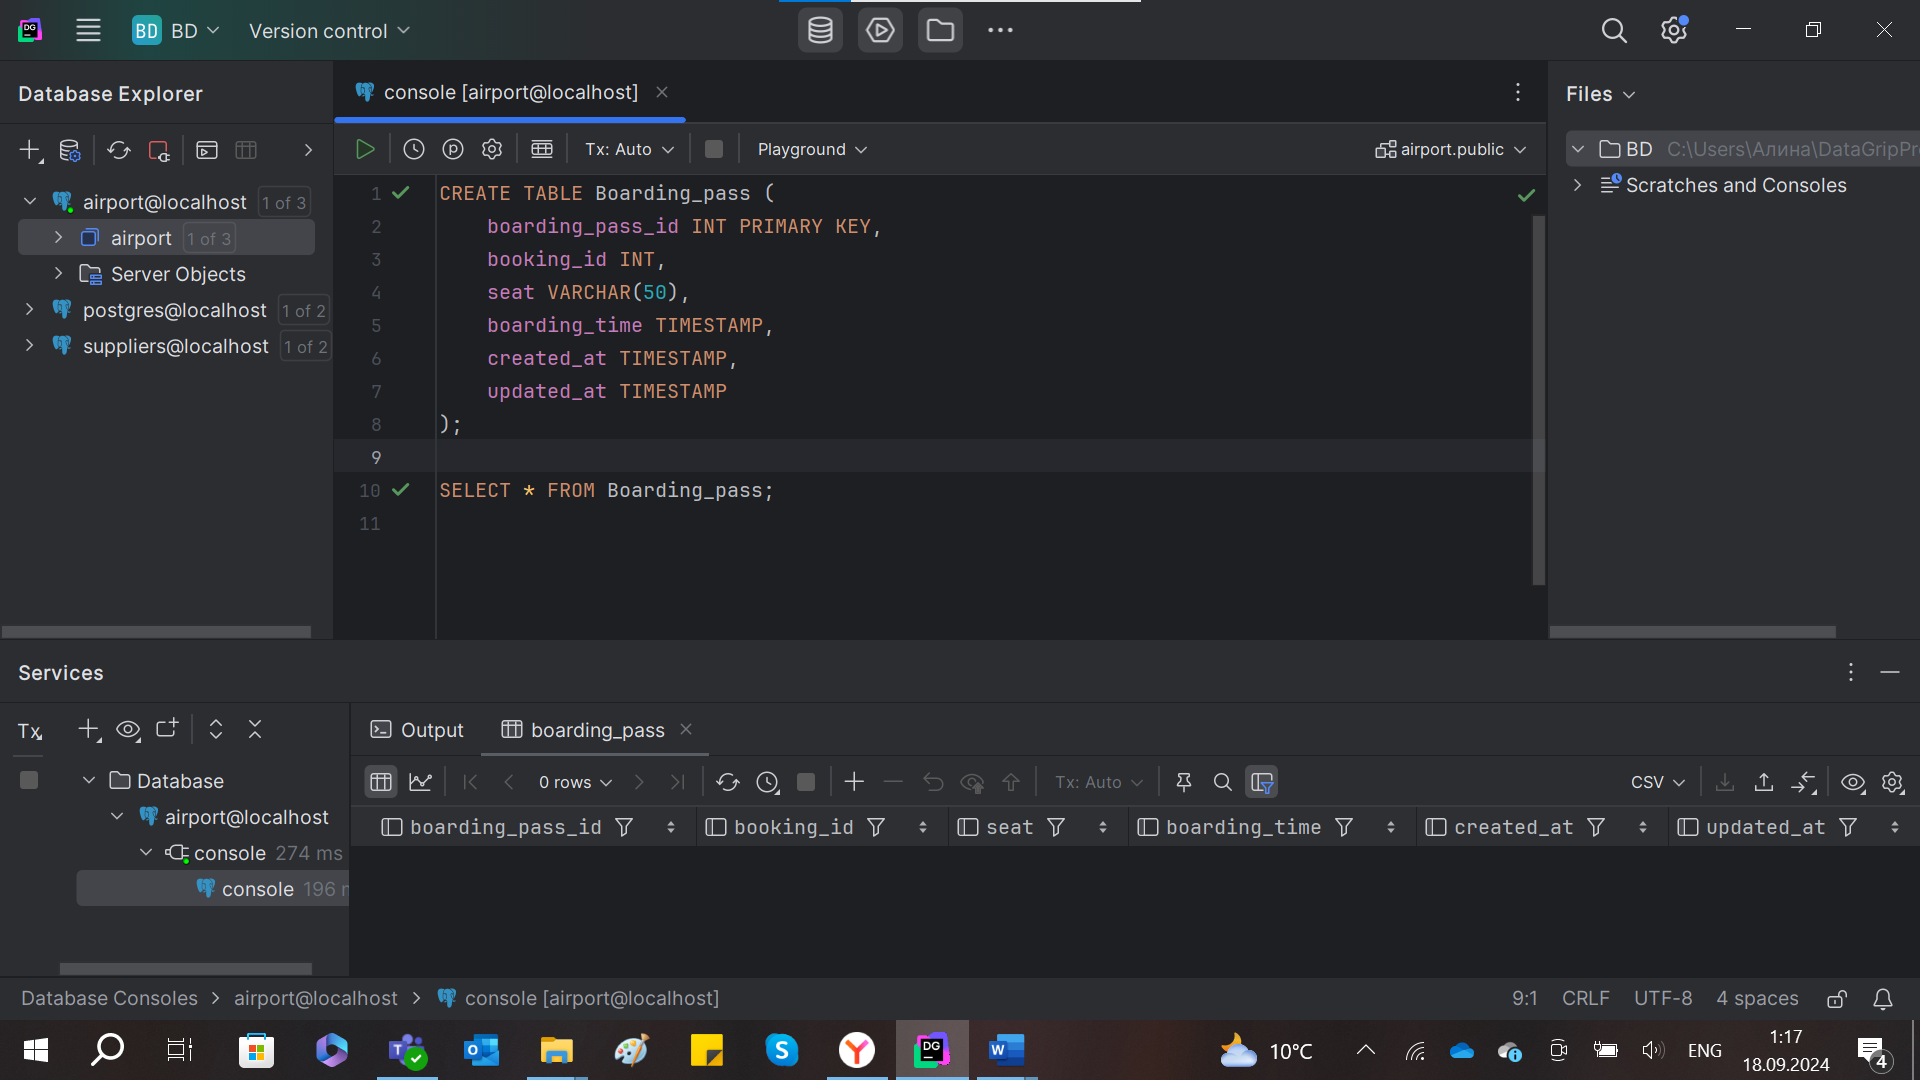 DG
BD BD Version control
Database Explorer
console [airport@localhost]
Files
Tx: Auto
Playground
airport.public
airport@localhost 1 of 3
airport 1 of 3
Server Objects
postgres@localhost 1 of 2
suppliers@localhost 1 of 2
1 CREATE TABLE Boarding_pass (
2 boarding_pass_id INT PRIMARY KEY,
3 booking_id INT,
4 seat VARCHAR(50),
5 boarding_time TIMESTAMP,
6 created_at TIMESTAMP,
7 updated_at TIMESTAMP
8 );
9
10 SELECT * FROM Boarding_pass;
11
BD C:\Users\Алина\DataGripPr
Scratches and Consoles
Services
Tx
Output
boarding_pass
0 rows
Tx: Auto
CSV
Database
airport@localhost
console 274 ms
console 196
boarding_pass_id booking_id seat boarding_time created_at updated_at
Database Consoles > airport@localhost > console [airport@localhost]
9:1 CRLF UTF-8 4 spaces
DG
10°C
ENG
1:17
18.09.2024
4